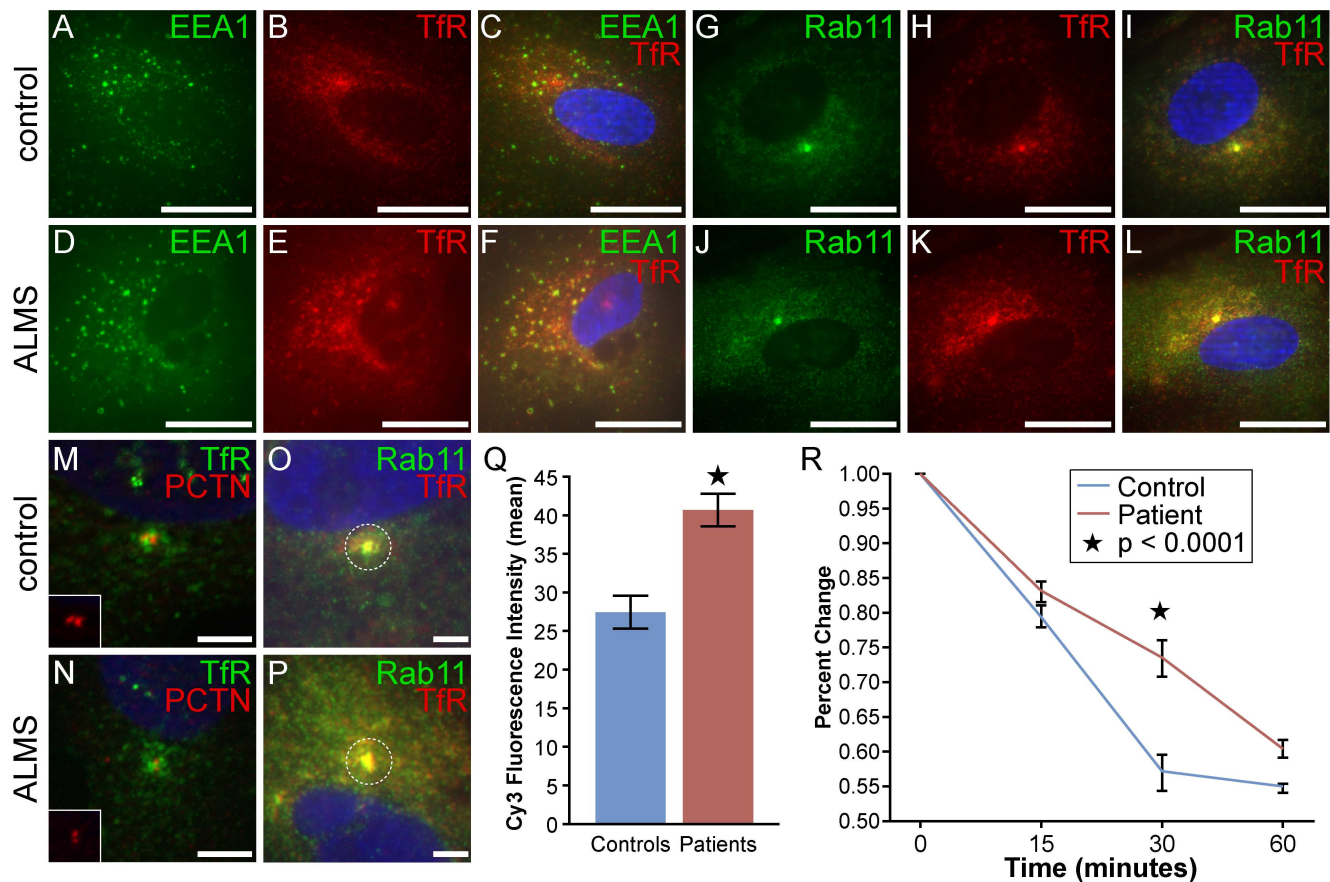 A EEA1
B TfR
C EEA1
TfR
G Rab11
H TfR
I Rab11
TfR
control
D EEA1
E TfR
F EEA1
TfR
J Rab11
K TfR
L Rab11
TfR
ALMS
M TfR
PCTN
O Rab11
TfR
control
N TfR
PCTN
P Rab11
TfR
ALMS
Q
Cy3 Fluorescence Intensity (mean)
45
40
35
30
25
20
15
10
5
0
Controls Patients
R
Percent Change
1.00
0.95
0.90
0.85
0.80
0.75
0.70
0.65
0.60
0.55
0.50
Control
Patient
★ p < 0.0001
0 15 30 60
Time (minutes)